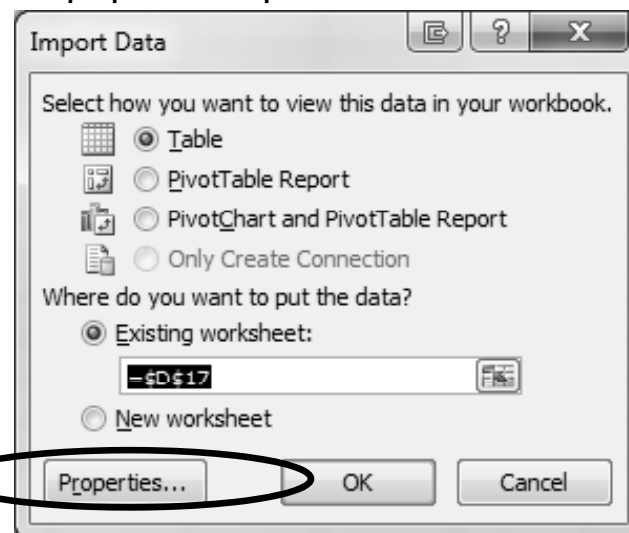 Import Data
Select how you want to view this data in your workbook.
Table
PivotTable Report
PivotChart and PivotTable Report
Only Create Connection
Where do you want to put the data?
Existing worksheet:
=$D$17
New worksheet
Properties... OK Cancel